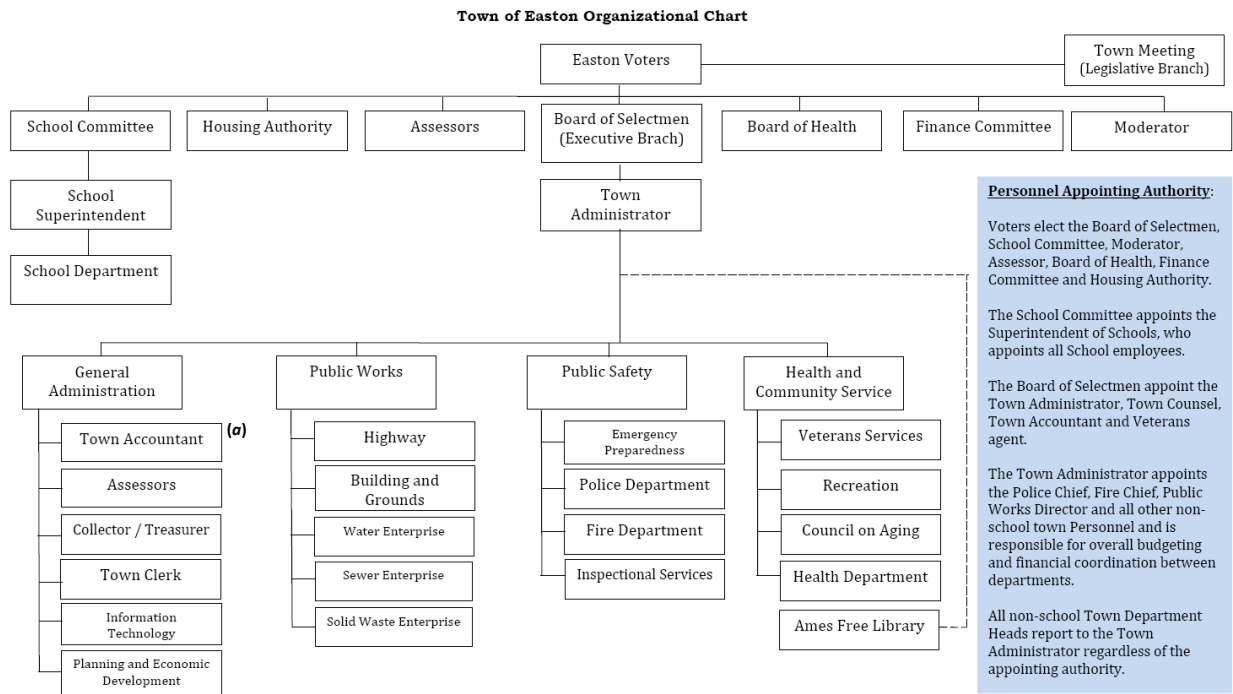 Town of Easton Organizational Chart
Easton Voters
Town Meeting
(Legislative Branch)
School Committee
Housing Authority
Assessors
Board of Selectmen
(Executive Brach)
Board of Health
Finance Committee
Moderator
School
Superintendent
Town
Administrator
School Department
Personnel Appointing Authority:
Voters elect the Board of Selectmen,
School Committee, Moderator,
Assessor, Board of Health, Finance
Committee and Housing Authority.
The School Committee appoints the
Superintendent of Schools, who
appoints all School employees.
The Board of Selectmen appoint the
Town Administrator, Town Counsel,
Town Accountant and Veterans
agent.
The Town Administrator appoints
the Police Chief, Fire Chief, Public
Works Director and all other non-
school town Personnel and is
responsible for overall budgeting
and financial coordination between
departments.
All non-school Town Department
Heads report to the Town
Administrator regardless of the
appointing authority.
General
Administration
Town Accountant
(a)
Assessors
Collector / Treasurer
Town Clerk
Information
Technology
Planning and Economic
Development
Public Works
Highway
Building and
Grounds
Water Enterprise
Sewer Enterprise
Solid Waste Enterprise
Public Safety
Emergency
Preparedness
Police Department
Fire Department
Inspectional Services
Health and
Community Service
Veterans Services
Recreation
Council on Aging
Health Department
Ames Free Library